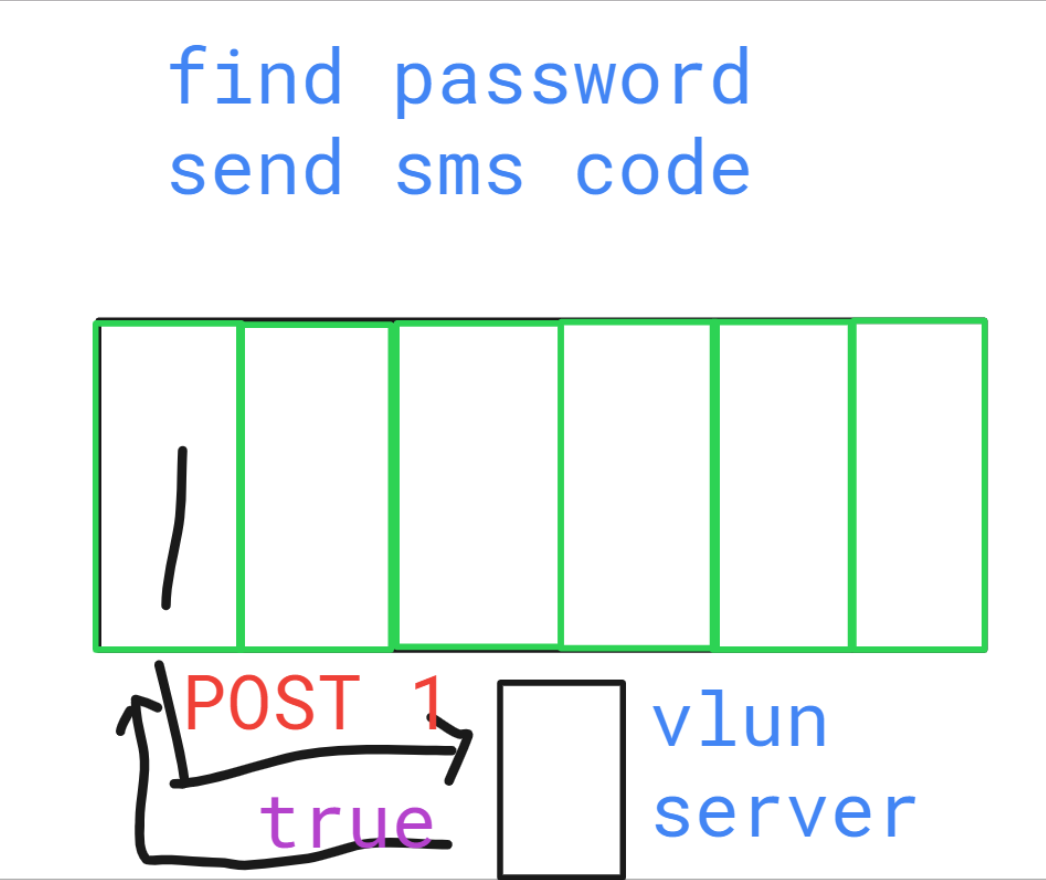 find password
send sms code
1
POST 1
true
vlun
server